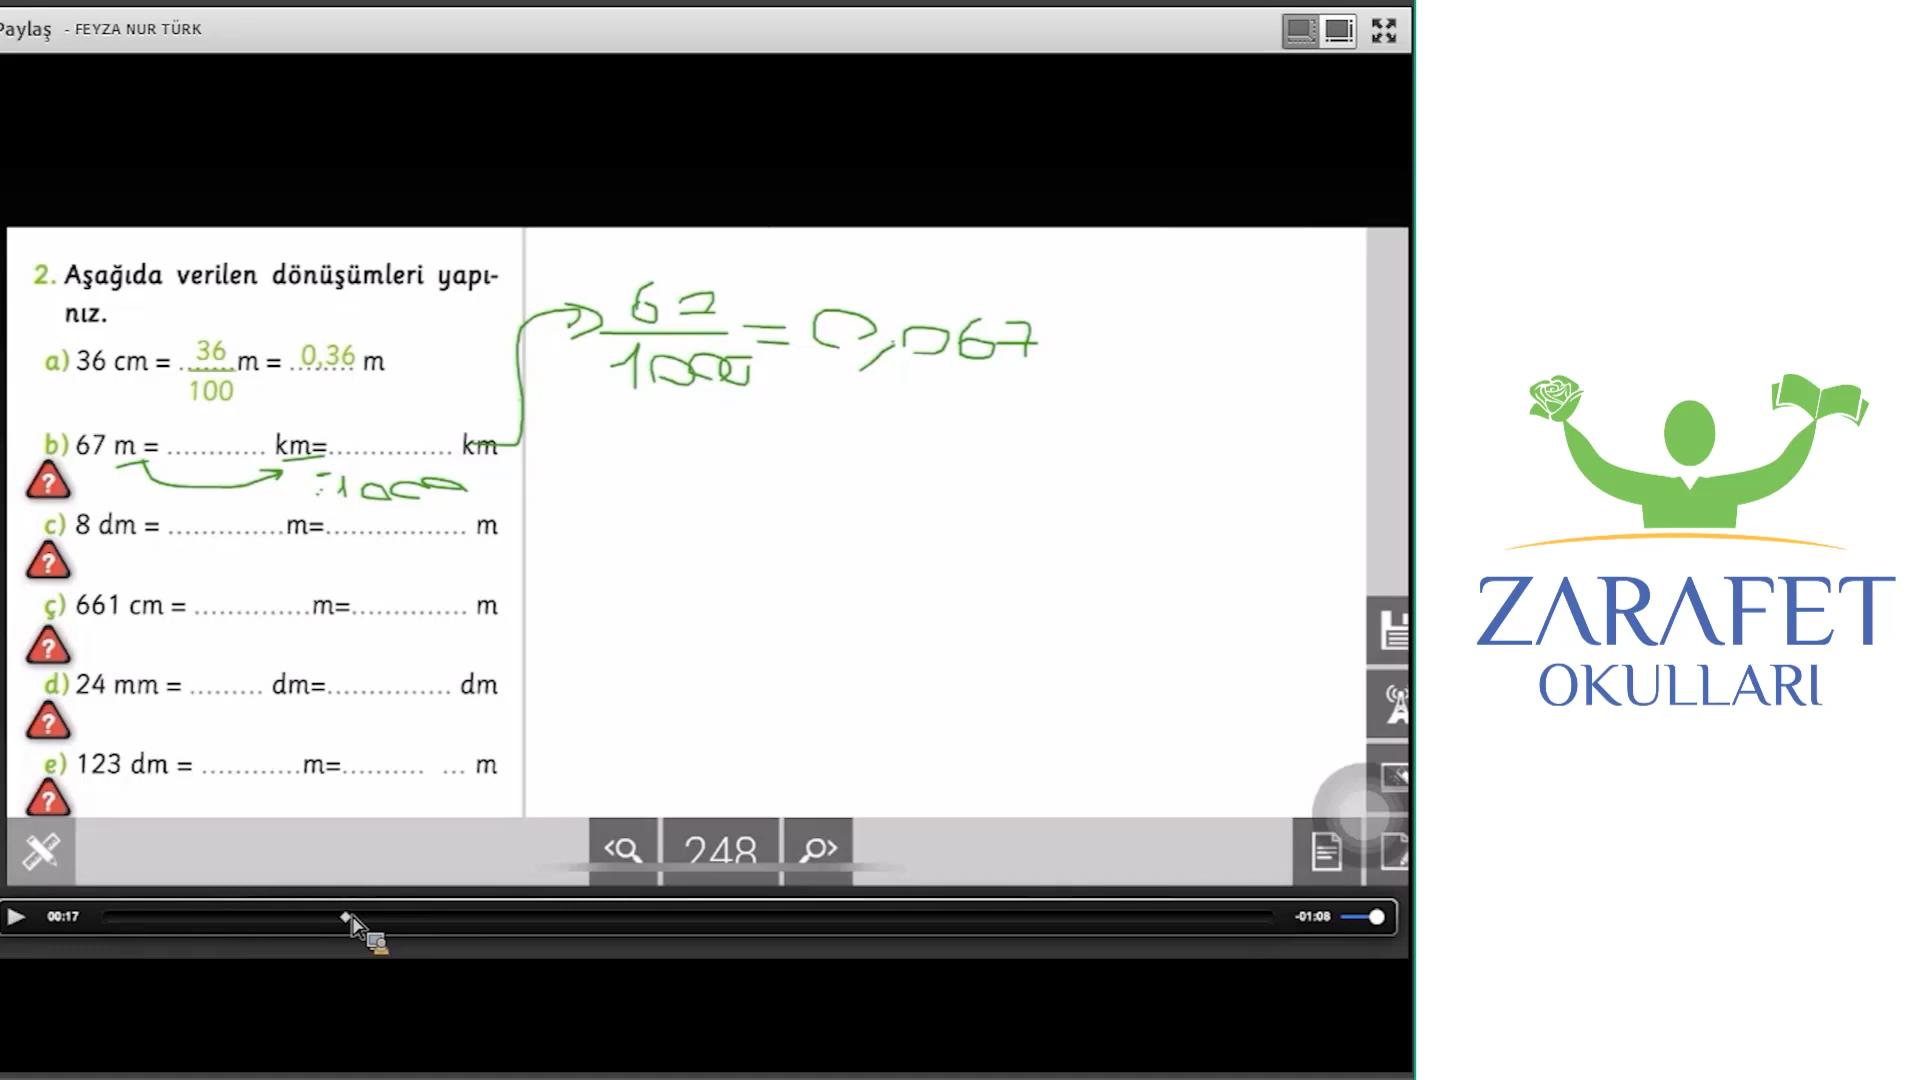 Paylaş - FEYZA NUR TÜRK
2. Aşağıda verilen dönüşümleri yapı-
nız.
a) 36 cm = 36/100 m = 0,36 m
b) 67 m = ............ km=............... km
:1000
67/1000 = 0,067
c) 8 dm = ..............m=................. m
ç) 661 cm = ..............m=.............. m
d) 24 mm = ......... dm=............... dm
e) 123 dm = ............m=.......... ... m
248
00:17
-01:08
ZARAFET
OKULLARI